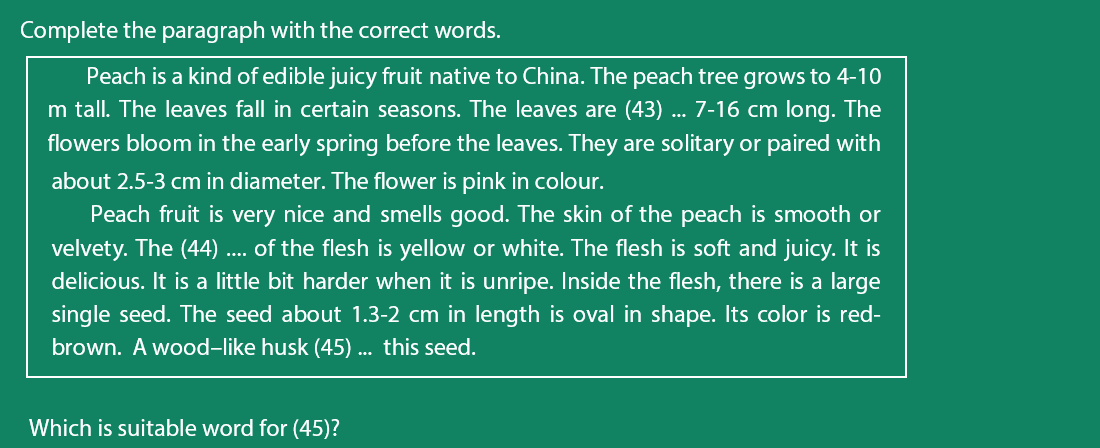 Complete the paragraph with the correct words.
Peach is a kind of edible juicy fruit native to China. The peach tree grows to 4-10
m tall. The leaves fall in certain seasons. The leaves are (43) ... 7-16 cm long. The
flowers bloom in the early spring before the leaves. They are solitary or paired with
about 2.5-3 cm in diameter. The flower is pink in colour.
Peach fruit is very nice and smells good. The skin of the peach is smooth or
velvety. The (44) .... of the flesh is yellow or white. The flesh is soft and juicy. It is
delicious. It is a little bit harder when it is unripe. Inside the flesh, there is a large
single seed. The seed about 1.3-2 cm in length is oval in shape. Its color is red-
brown. A wood–like husk (45) ... this seed.
Which is suitable word for (45)?